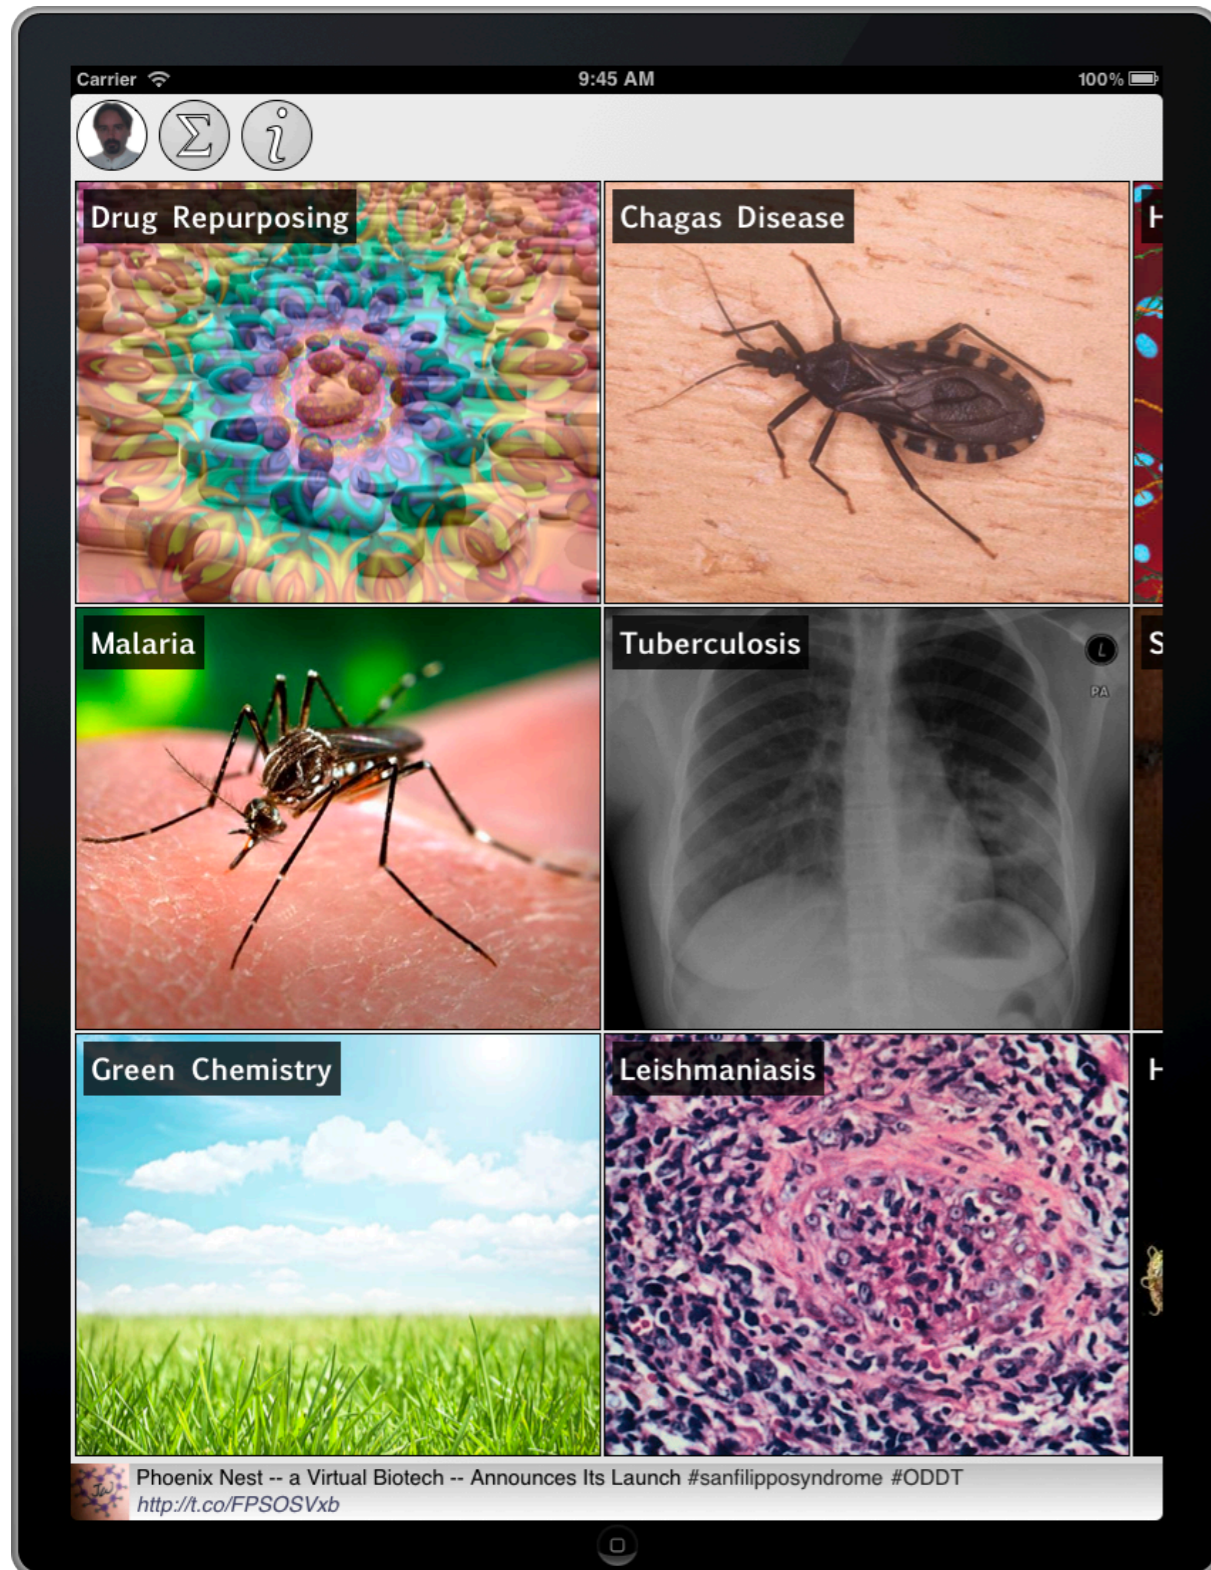 Carrier 9:45 AM 100%
Σ i
Drug Repurposing
Chagas Disease
H
Malaria
Tuberculosis
S
L
PA
Green Chemistry
Leishmaniasis
H
Phoenix Nest -- a Virtual Biotech -- Announces Its Launch #sanfilipposyndrome #ODDT
http://t.co/FPSOSVxb